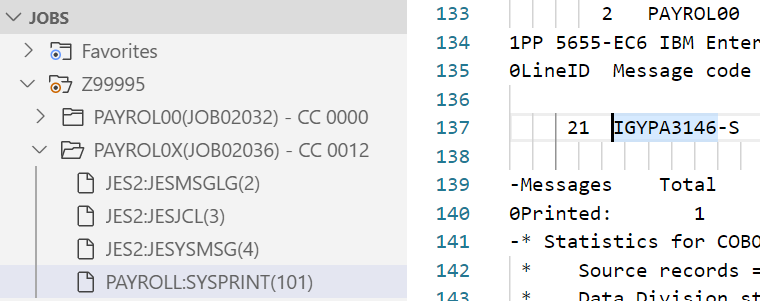 JOBS
Favorites
Z99995
PAYROL00(JOB02032) - CC 0000
PAYROL0X(JOB02036) - CC 0012
JES2:JESMSGLG(2)
JES2:JESJCL(3)
JES2:JESYSMSG(4)
PAYROLL:SYSPRINT(101)
133 2 PAYROL00
134 1PP 5655-EC6 IBM Enter
135 0LineID Message code
136
137 21 IGYPA3146-S
138
139 -Messages Total
140 0Printed: 1
141 -* Statistics for COBO
142 * Source records =
143 * Data Division st